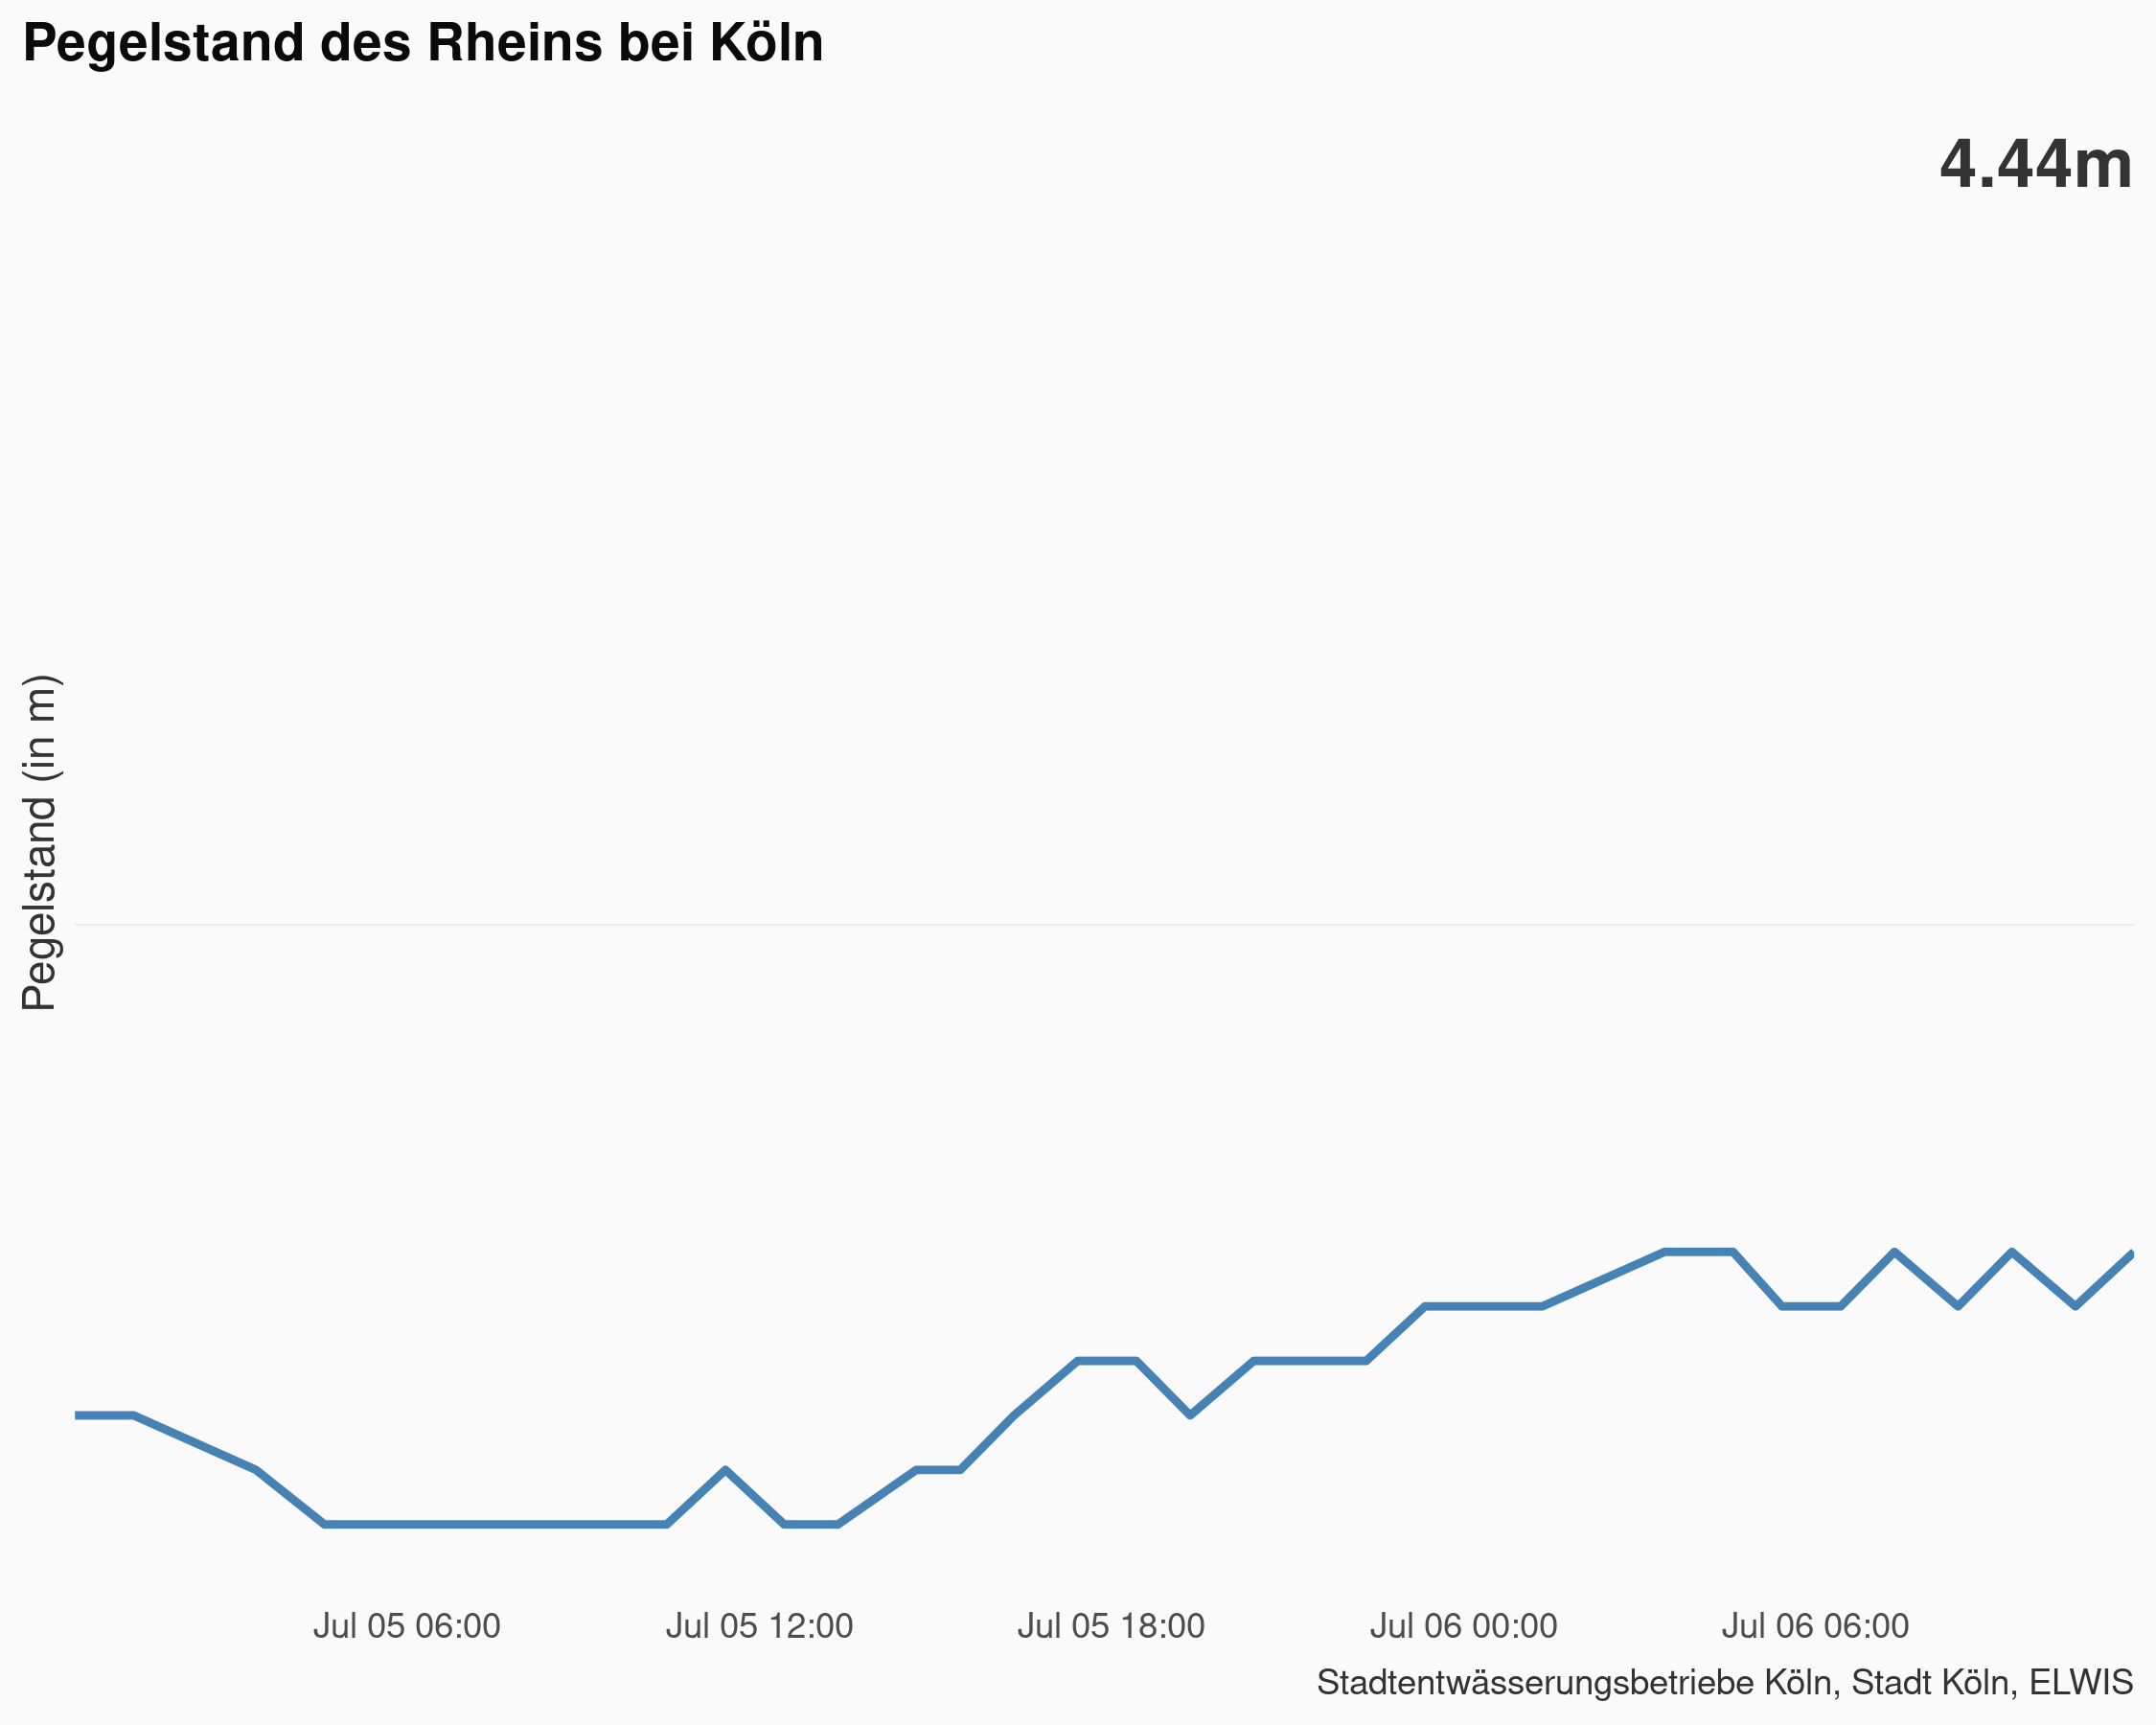 Pegelstand des Rheins bei Köln
4.44m
Pegelstand (in m)
Jul 05 06:00
Jul 05 12:00
Jul 05 18:00
Jul 06 00:00
Jul 06 06:00
Stadtentwässerungsbetriebe Köln, Stadt Köln, ELWIS